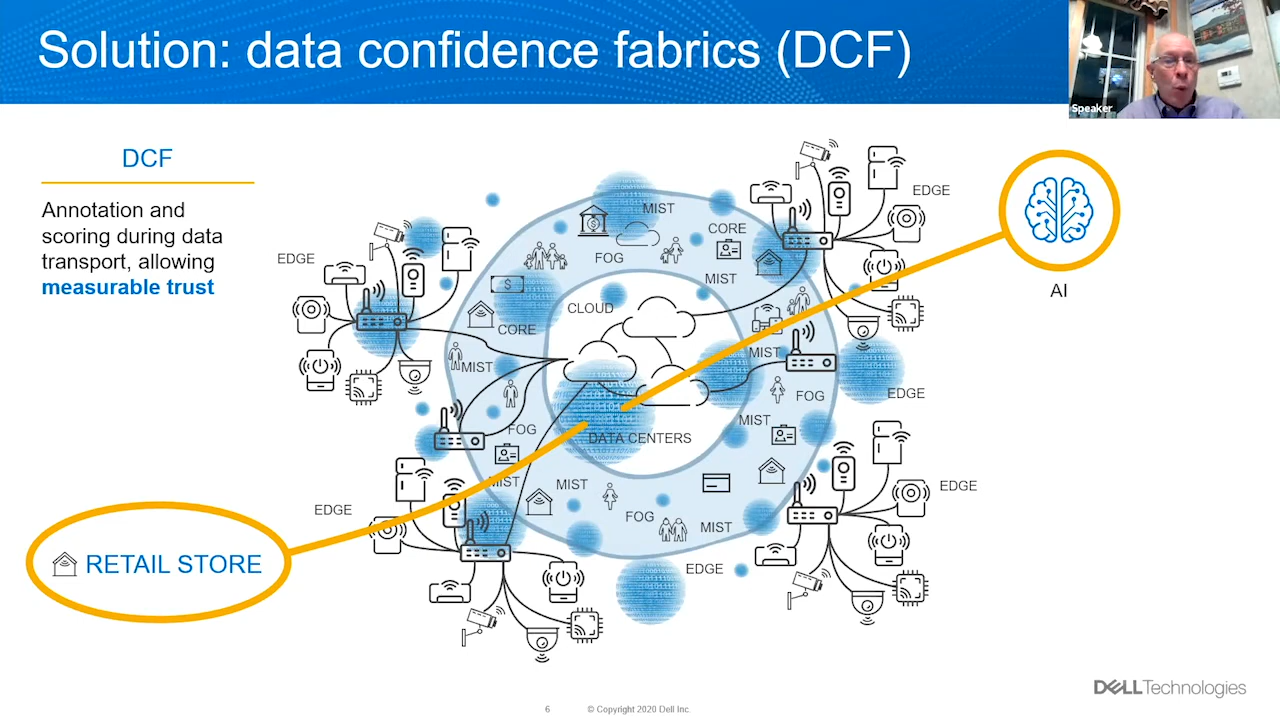 Solution: data confidence fabrics (DCF)
Speaker
DCF
Annotation and
scoring during data
transport, allowing
measurable trust
MIST
EDGE
CORE
FOG
EDGE
MIST
AI
CLOUD
$
CORE
MIST
MIST
EDGE
FOG
MIST
FOG
DATA CENTERS
MIST
MIST
EDGE
EDGE
FOG
MIST
RETAIL STORE
EDGE
DELL Technologies
6
© Copyright 2020 Dell Inc.